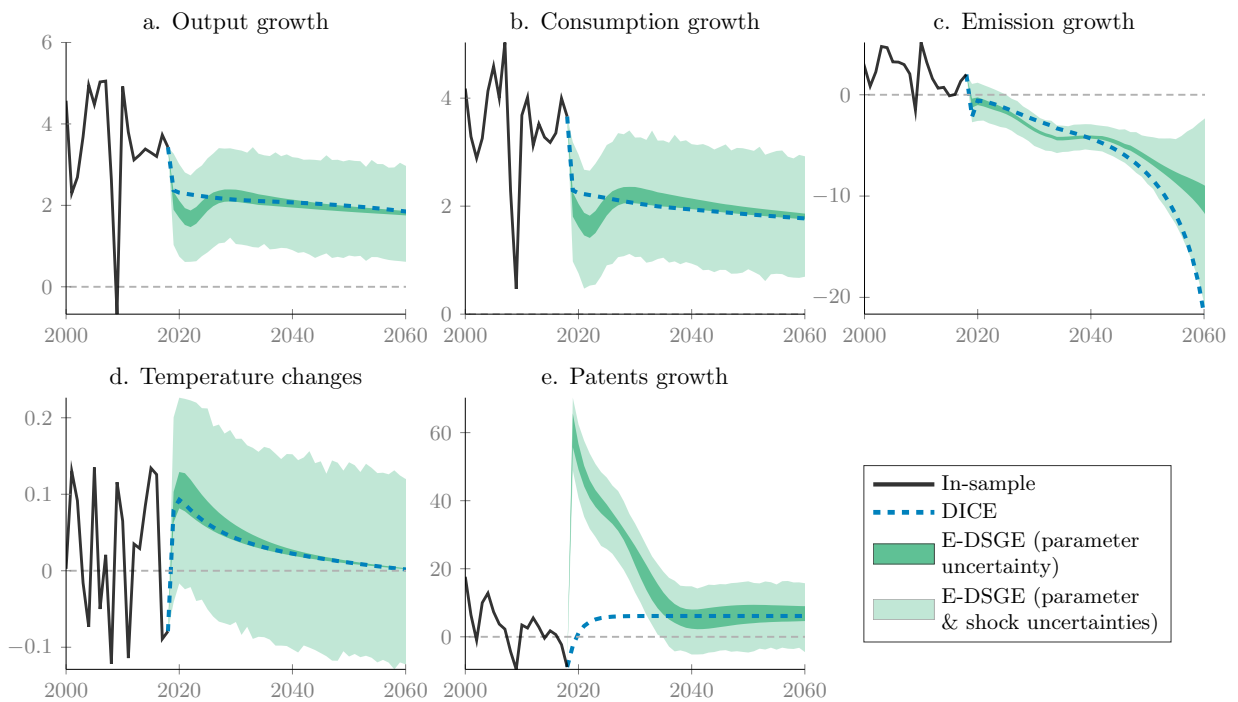 a. Output growth
6
4
2
0
2000 2020 2040 2060
b. Consumption growth
4
2
0
2000 2020 2040 2060
c. Emission growth
0
−10
−20
2000 2020 2040 2060
d. Temperature changes
0.2
0.1
0
−0.1
2000 2020 2040 2060
e. Patents growth
60
40
20
0
2000 2020 2040 2060
In-sample
DICE
E-DSGE (parameter
uncertainty)
E-DSGE (parameter
& shock uncertainties)